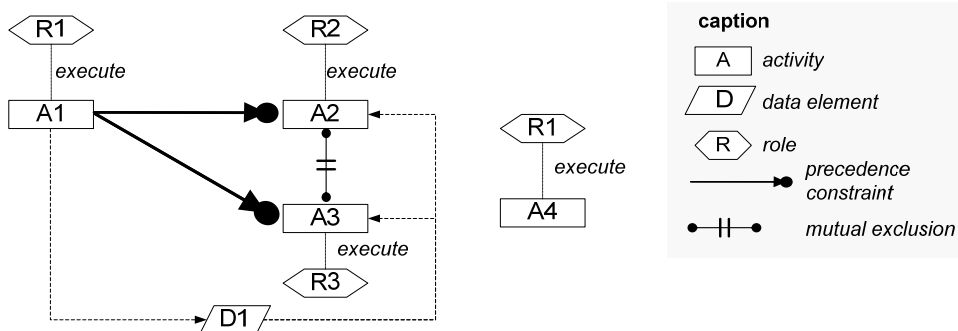 R1
execute
A1
R2
execute
A2
A3
execute
R3
D1
R1
execute
A4
caption
A activity
D data element
R role
precedence
constraint
mutual exclusion